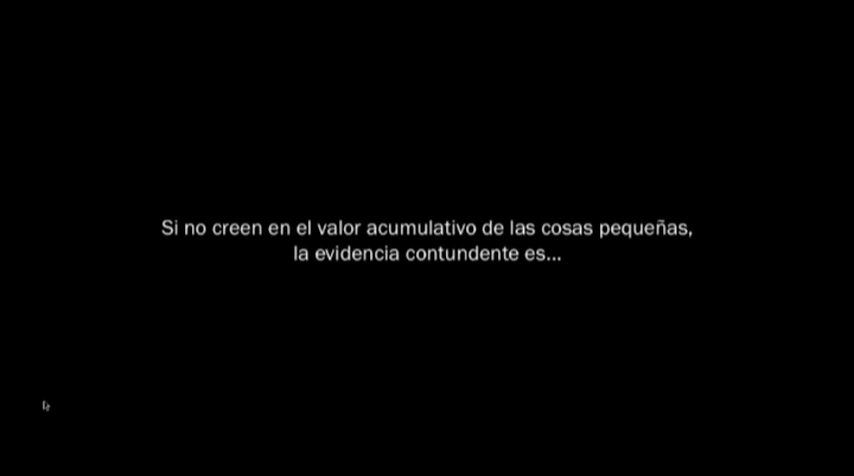 Si no creen en el valor acumulativo de las cosas pequeñas,
la evidencia contundente es...